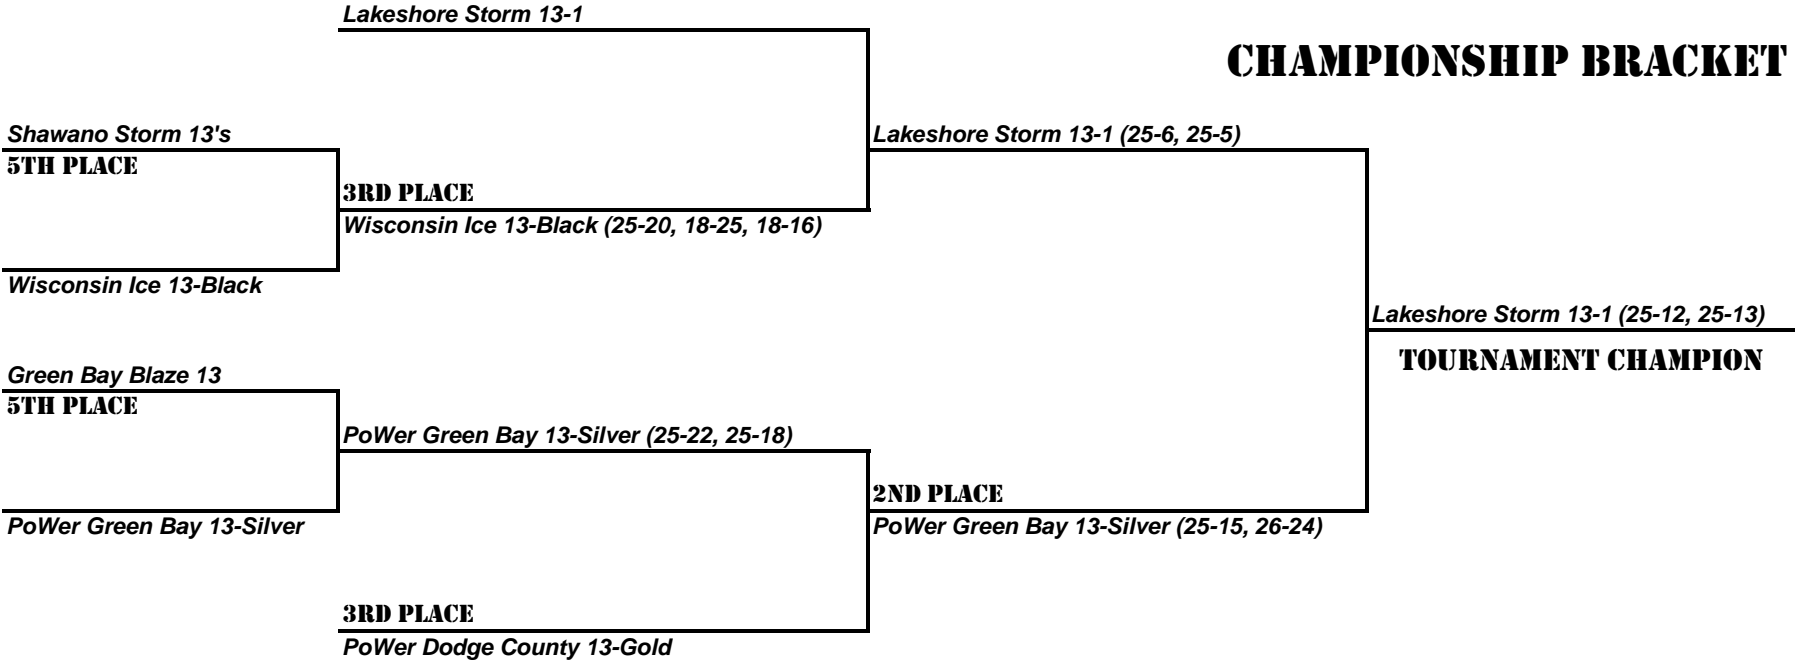 Lakeshore Storm 13-1
CHAMPIONSHIP BRACKET
Shawano Storm 13's
5TH PLACE
Lakeshore Storm 13-1 (25-6, 25-5)
3RD PLACE
Wisconsin Ice 13-Black (25-20, 18-25, 18-16)
Wisconsin Ice 13-Black
Lakeshore Storm 13-1 (25-12, 25-13)
TOURNAMENT CHAMPION
Green Bay Blaze 13
5TH PLACE
PoWer Green Bay 13-Silver (25-22, 25-18)
2ND PLACE
PoWer Green Bay 13-Silver
PoWer Green Bay 13-Silver (25-15, 26-24)
3RD PLACE
PoWer Dodge County 13-Gold